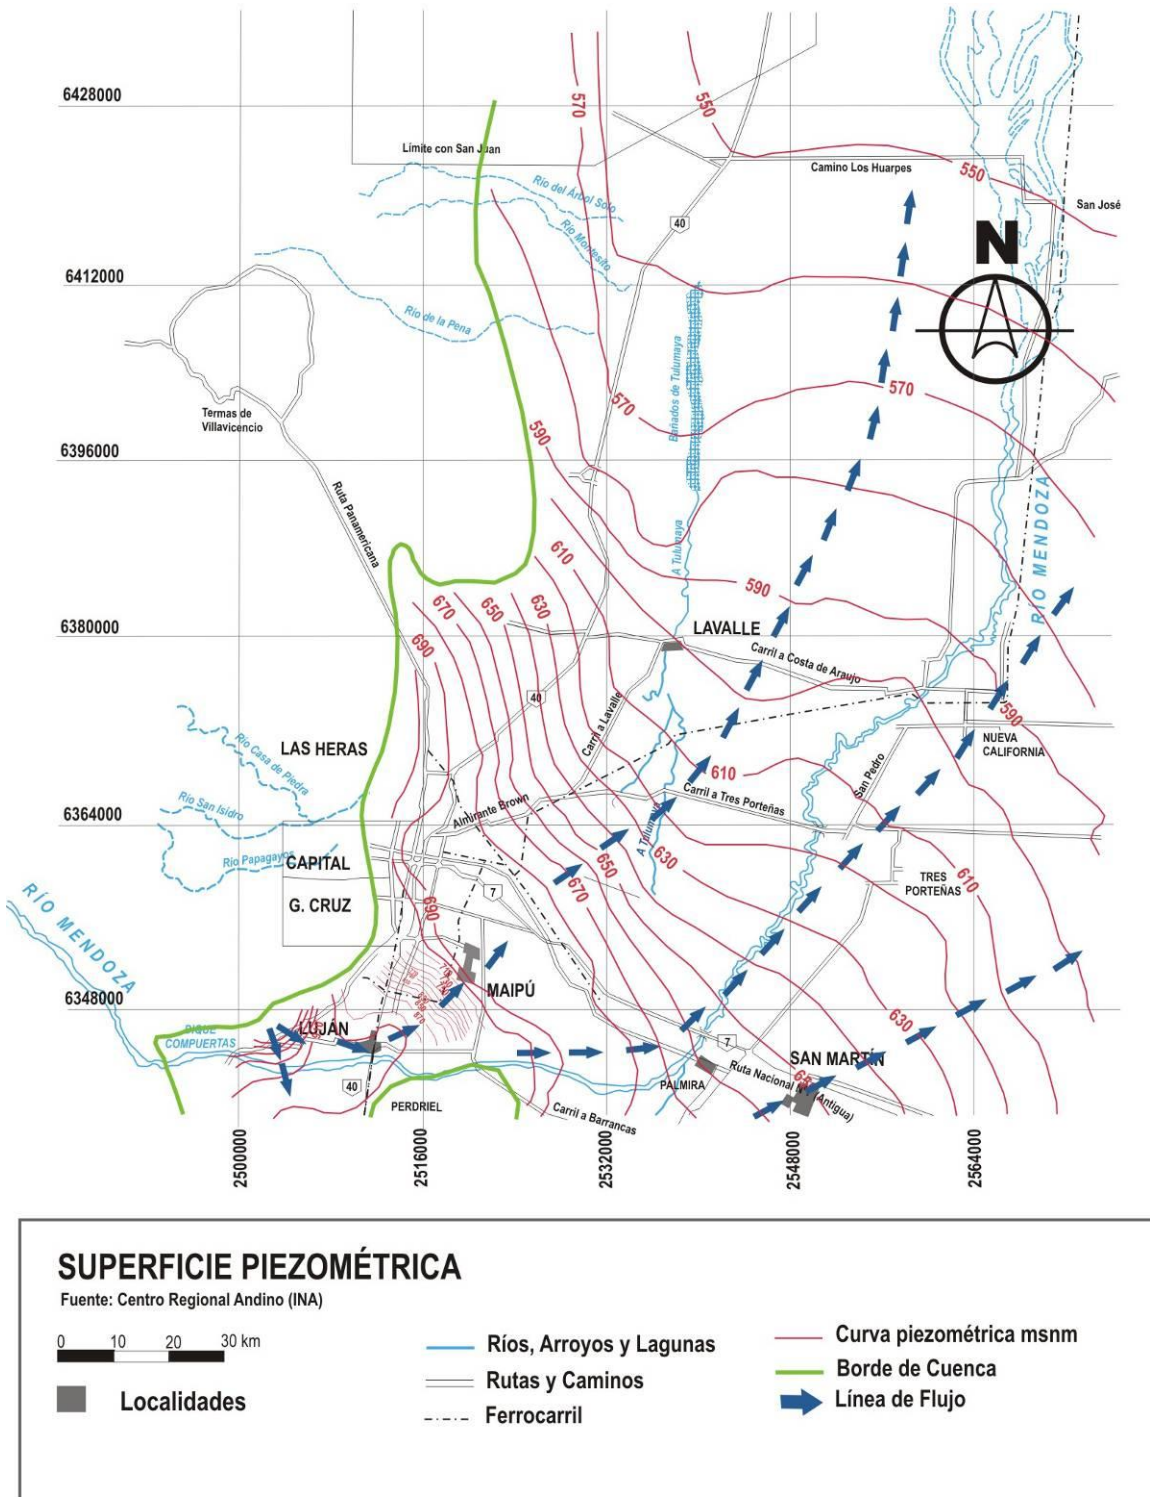 6428000
570
550
Límite con San Juan
Camino Los Huarpes
550
Río del Árbol Solo
40
San José
Río Montesito
N
6412000
Río de la Pena
570
570
Termas de
Villavicencio
Bañados de Tulumaya
590
6396000
Ruta Panamericana
A Tulumaya
RÍO MENDOZA
610
590
670
650
630
6380000
690
LAVALLE
Carril a Costa de Araujo
40
Carril a Lavalle
590
Río Casa de Piedra
LAS HERAS
NUEVA
CALIFORNIA
610
San Pedro
Carril a Tres Porteñas
Río San Isidro
Almirante Brown
6364000
A Tulumaya
Río Papagayos
CAPITAL
630
650
670
7
TRES
PORTEÑAS
610
G. CRUZ
690
RÍO MENDOZA
MAIPÚ
6348000
630
DIQUE
COMPUERTAS
LUJÁN
7
SAN MARTÍN
PALMIRA
Ruta Nacional Nº7 (Antigua)
40
PERDRIEL
Carril a Barrancas
2500000
2516000
2532000
2548000
2564000
SUPERFICIE PIEZOMÉTRICA
Fuente: Centro Regional Andino (INA)
0 10 20 30 km
Localidades
Ríos, Arroyos y Lagunas
Rutas y Caminos
Ferrocarril
Curva piezométrica msnm
Borde de Cuenca
Línea de Flujo